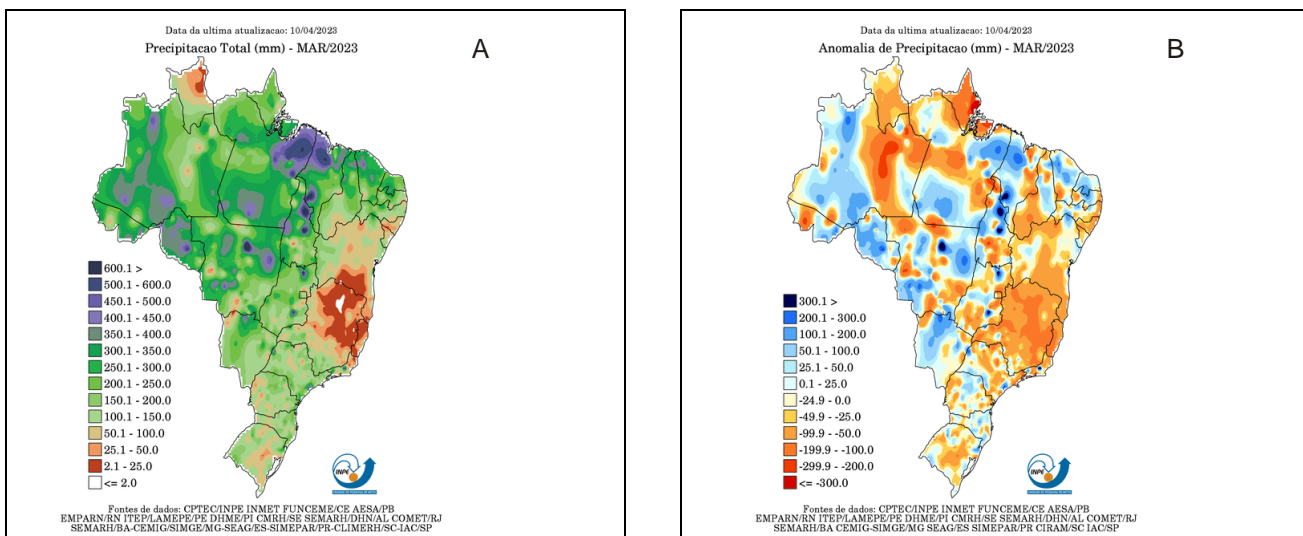 Data da ultima atualizacao: 10/04/2023
Precipitacao Total (mm) - MAR/2023
A
600.1 >
500.1 - 600.0
450.1 - 500.0
400.1 - 450.0
350.1 - 400.0
300.1 - 350.0
250.1 - 300.0
200.1 - 250.0
150.1 - 200.0
100.1 - 150.0
50.1 - 100.0
25.1 - 50.0
2.1 - 25.0
<= 2.0
INPE
Fontes de dados: CPTEC/INPE INMET FUNCEME/CE AESA/PB
EMPARN/RN ITEP/LAMEPE/PE DHME/PI CMRH/SE SEMARH/DHN/AL COMET/RJ
SEMARH/BA-CEMIG/SIMGE/MG-SEAG/ES-SIMEPAR/PR-CLIMERH/SC-IAC/SP
Data da ultima atualizacao: 10/04/2023
Anomalia de Precipitacao (mm) - MAR/2023
B
300.1 >
200.1 - 300.0
100.1 - 200.0
50.1 - 100.0
25.1 - 50.0
0.1 - 25.0
-24.9 - 0.0
-49.9 - -25.0
-99.9 - -50.0
-199.9 - -100.0
-299.9 - -200.0
<= -300.0
INPE
Fontes de dados: CPTEC/INPE INMET FUNCEME/CE AESA/PB
EMPARN/RN ITEP/LAMEPE/PE DHME/PI CMRH/SE SEMARH/DHN/AL COMET/RJ
SEMARH/BA CEMIG/SIMGE/MG SEAG/ES SIMEPAR/PR CIRAM/SC IAC/SP